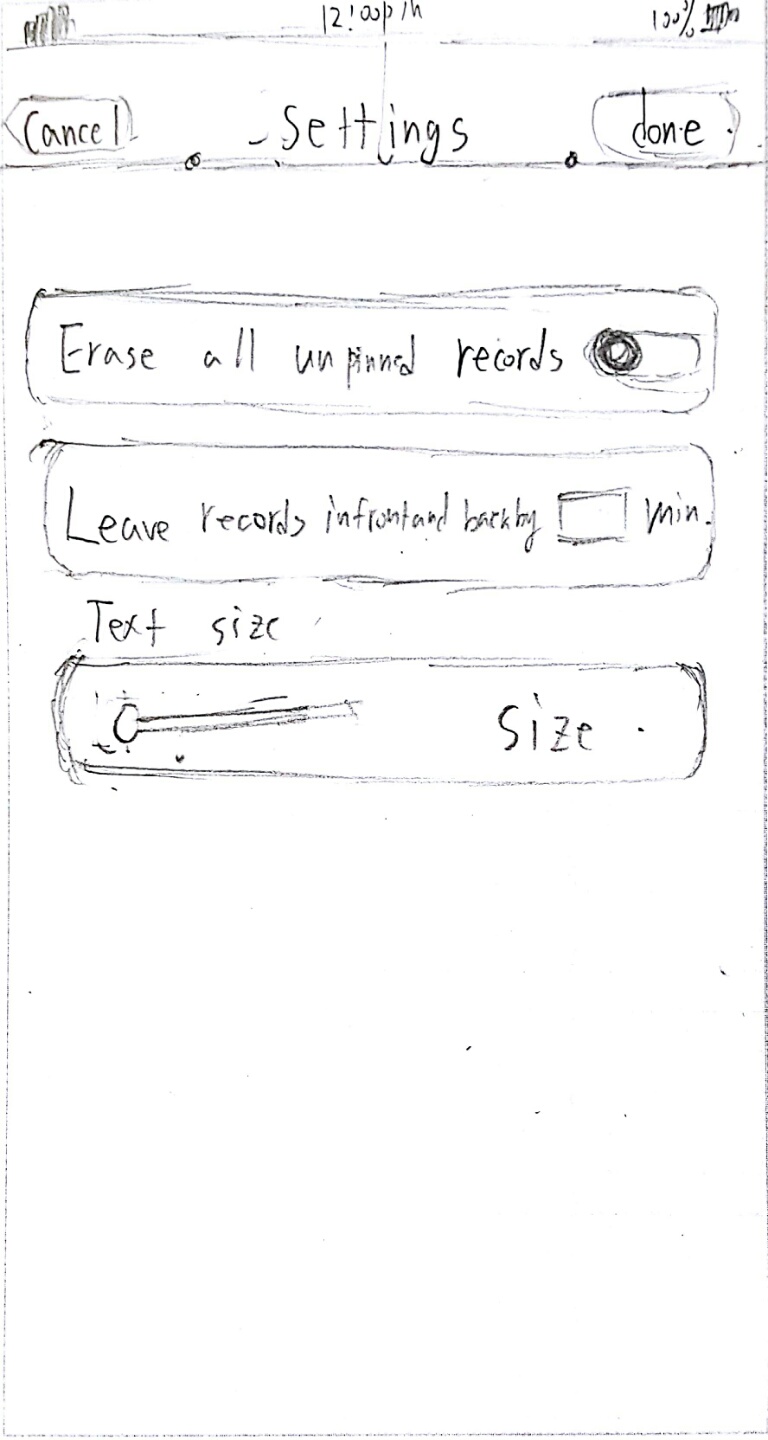 12:00pm 100%
Cancel Settings done
Erase all unpinned records
Leave records infrontand backby min.
Text size
Size